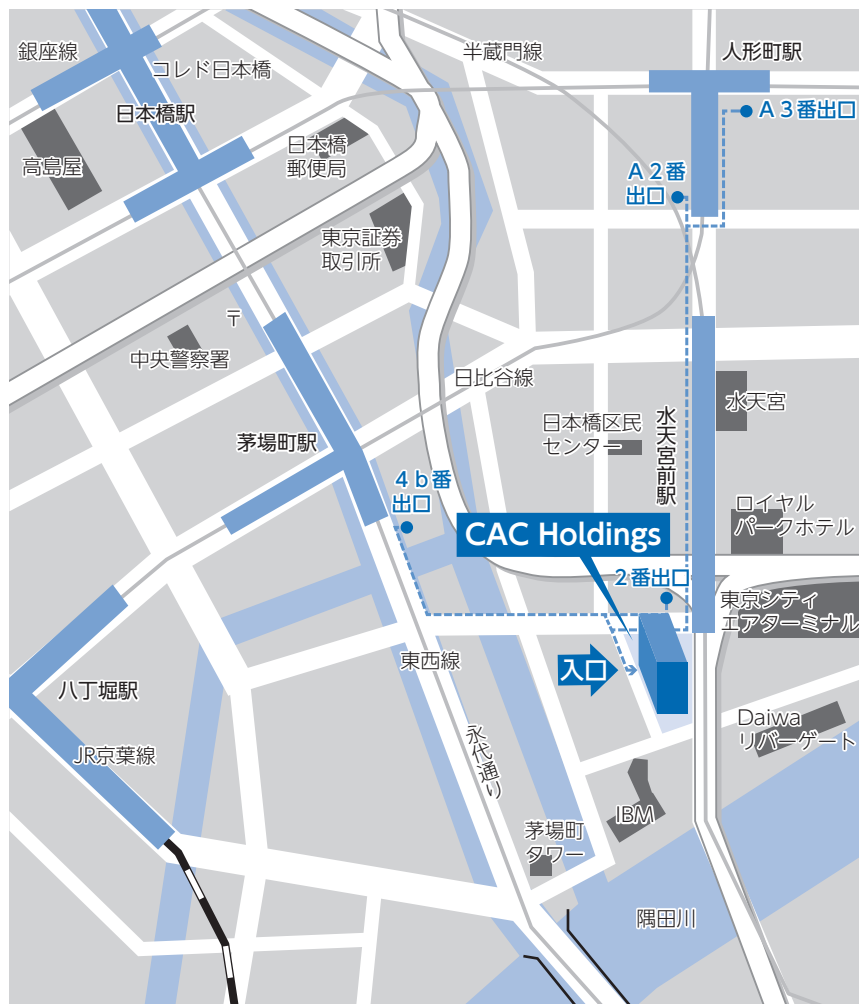 銀座線
コレド日本橋
半蔵門線
人形町駅
日本橋駅
A3番出口
高島屋
日本橋
郵便局
A2番
出口
東京証券
取引所
〒
中央警察署
日比谷線
水天宮
茅場町駅
日本橋区民
センター
水天宮前駅
4b番
出口
ロイヤル
パークホテル
CAC Holdings
2番出口
東京シティ
エアターミナル
東西線
入口
八丁堀駅
JR京葉線
永代通り
Daiwa
リバーゲート
茅場町
タワー
IBM
隅田川